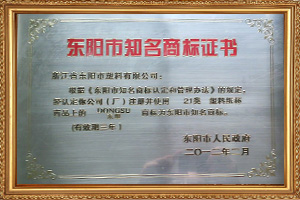 东阳市知名商标证书
浙江省东阳市塑料有限公司：
根据《东阳市知名商标认定和管理办法》的规定，
兹认定你公司（厂）注册并使用 21类 塑料纸杯
商品上的 DONGSU 商标为东阳市知名商标。
（有效期三年）
东阳市人民政府
二〇一二年二月